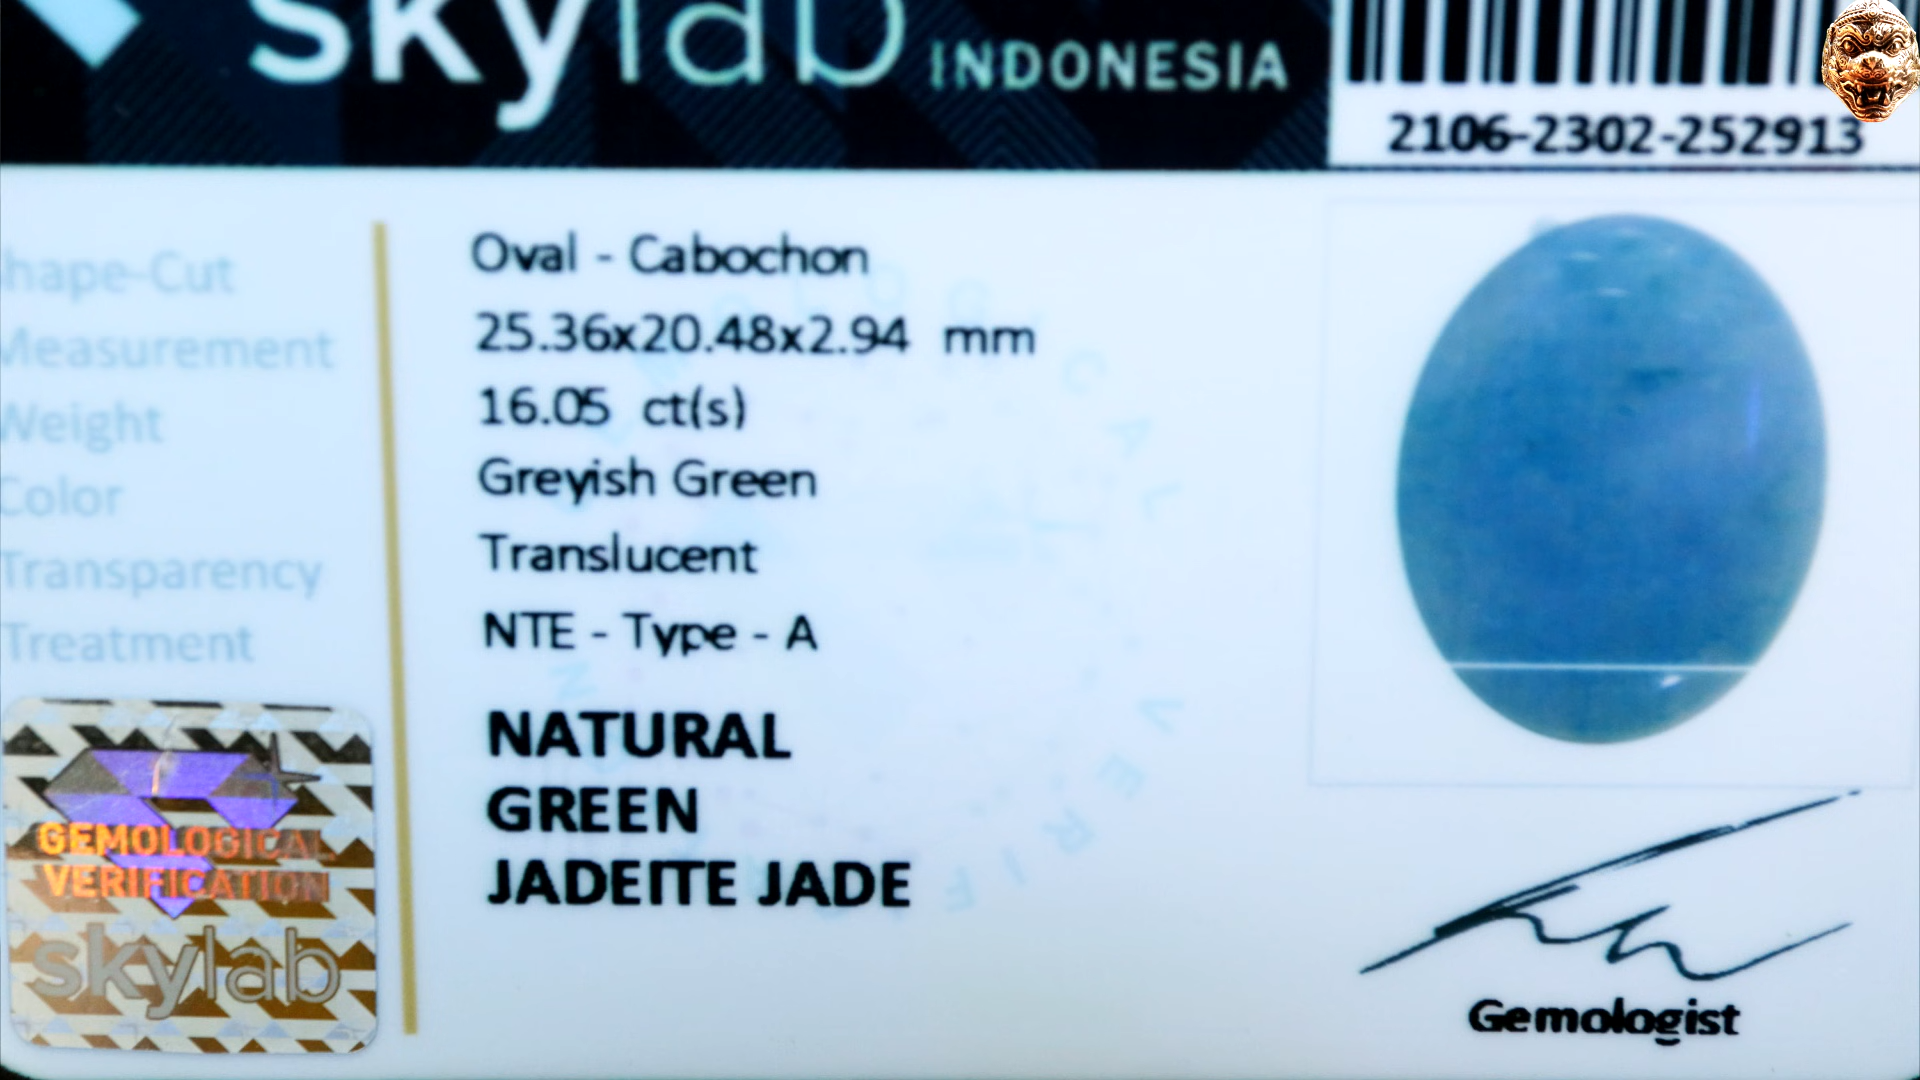 skylab INDONESIA
2106-2302-252913
Shape-Cut Oval - Cabochon
Measurement 25.36x20.48x2.94 mm
Weight 16.05 ct(s)
Color Greyish Green
Transparency Translucent
Treatment NTE - Type - A
NATURAL
GREEN
JADEITE JADE
GEMOLOGICAL
VERIFICATION
skylab
Gemologist